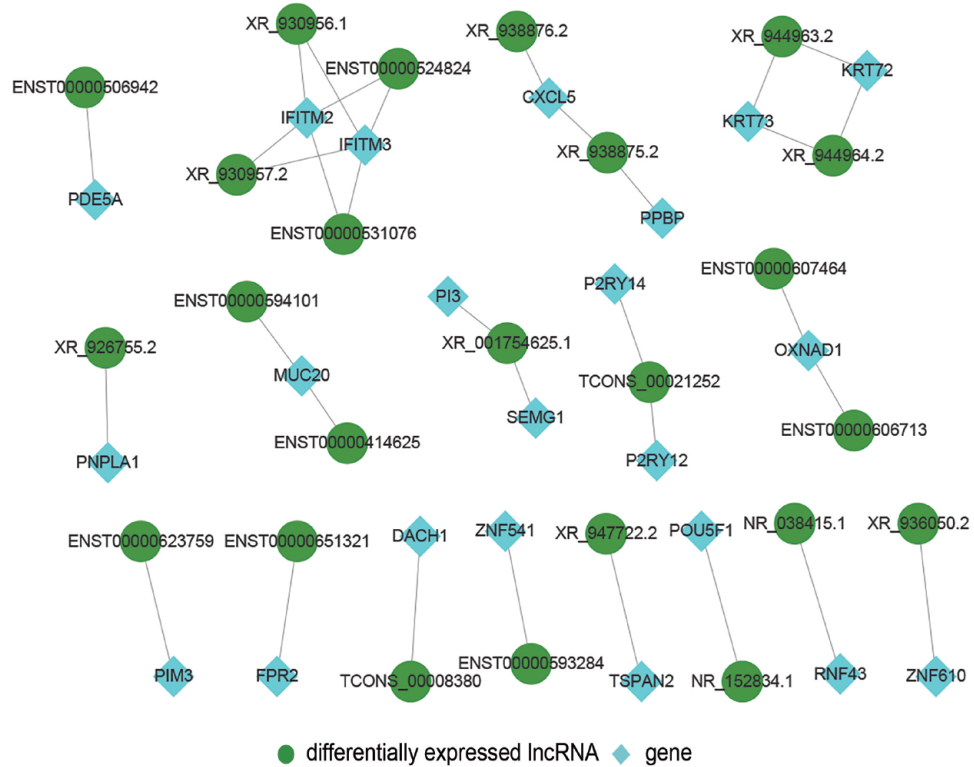 XR_930956.1
XR_938876.2
XR_944963.2
ENST00000506942
ENST00000524824
KRT72
CXCL5
IFITM2
KRT73
IFITM3
XR_938875.2
XR_944964.2
XR_930957.2
PDE5A
PPBP
ENST00000531076
ENST00000607464
P2RY14
ENST00000594101
PI3
XR_926755.2
XR_001754625.1
OXNAD1
MUC20
TCONS_00021252
SEMG1
ENST00000606713
ENST00000414625
PNPLA1
P2RY12
ENST00000623759
ENST00000651321
DACH1
ZNF541
XR_947722.2
POU5F1
NR_038415.1
XR_936050.2
PIM3
FPR2
TCONS_00008380
ENST00000593284
TSPAN2
NR_152834.1
RNF43
ZNF610
differentially expressed lncRNA
gene